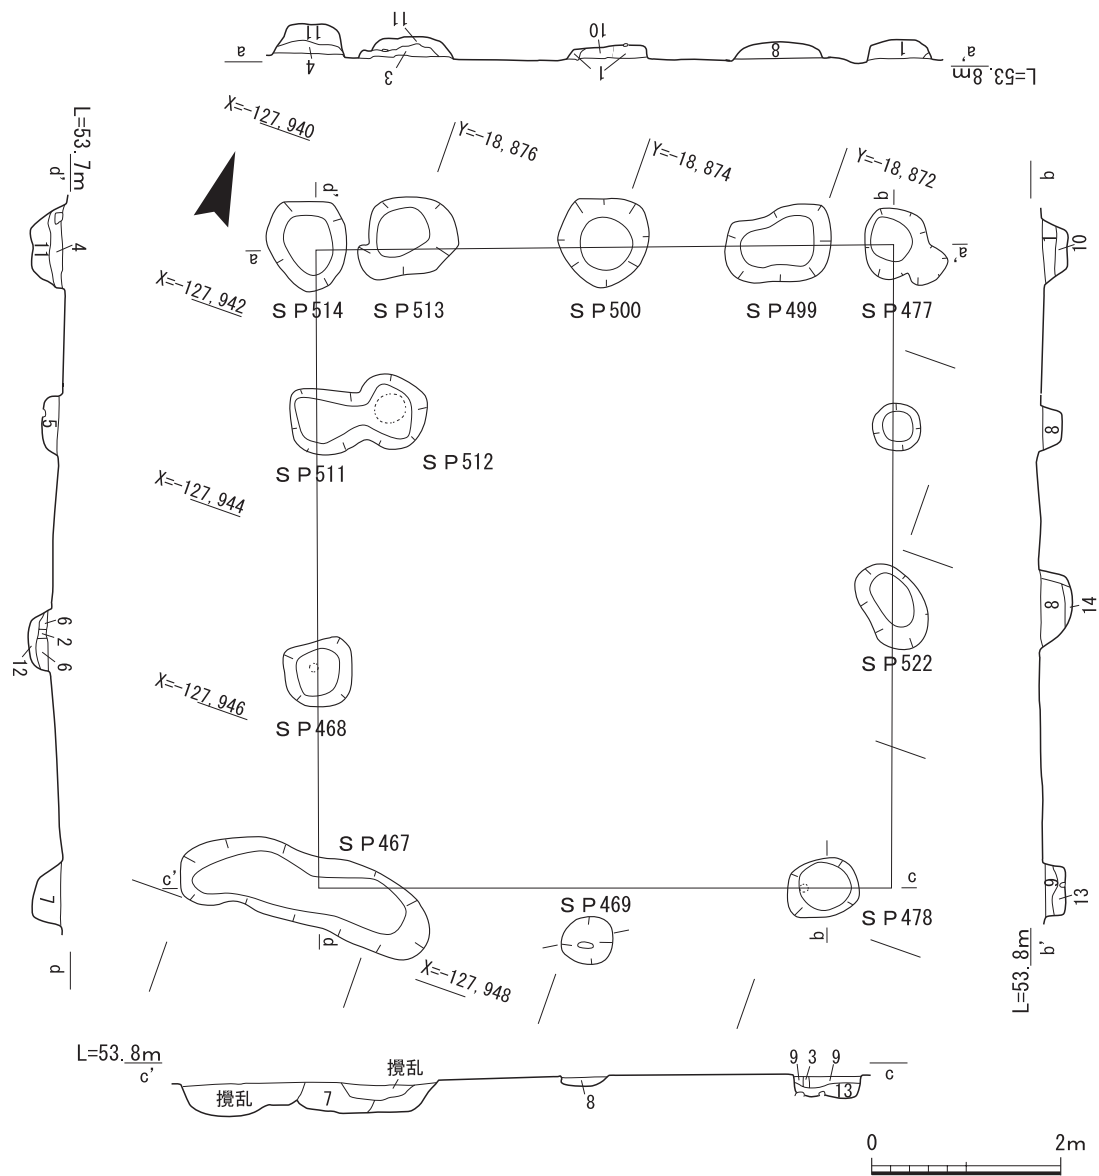 11
11
10
8
1
a
4
3
1
a'
L=53.8m
X=-127,940
Y=-18,876
Y=-18,874
Y=-18,872
L=53.7m
d'
d'
b
b
a
a'
4
11
1
10
X=-127,942
SP514
SP513
SP500
SP499
SP477
5
8
SP511
SP512
X=-127,944
6
2
6
12
8
14
SP522
X=-127,946
SP468
SP467
c'
c
7
9
13
SP469
SP478
d
d
b
b'
L=53.8m
X=-127,948
L=53.8m
c'
攪乱
攪乱
7
8
9 3 9
13
c
0 2m